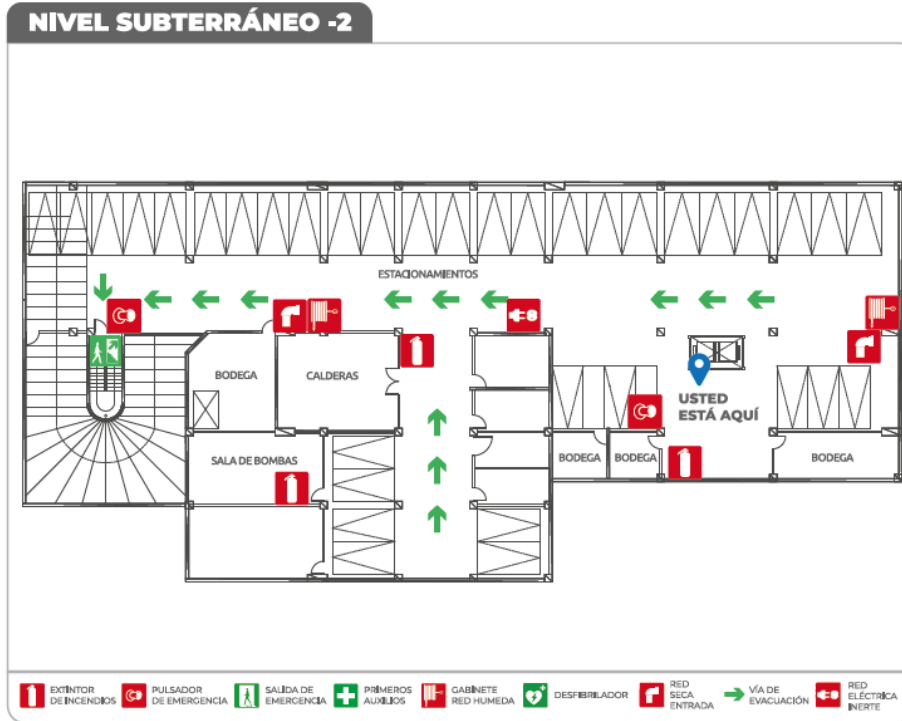 NIVEL SUBTERRÁNEO -2
ESTACIONAMIENTOS
BODEGA
CALDERAS
USTED
ESTÁ AQUÍ
SALA DE BOMBAS
BODEGA
BODEGA
BODEGA
EXTINTOR
DE INCENDIOS
PULSADOR
DE EMERGENCIA
SALIDA DE
EMERGENCIA
PRIMEROS
AUXILIOS
GABINETE
RED HUMEDA
DESFIBRILADOR
RED
SECA
ENTRADA
VÍA DE
EVACUACIÓN
RED
ELÉCTRICA
INERTE